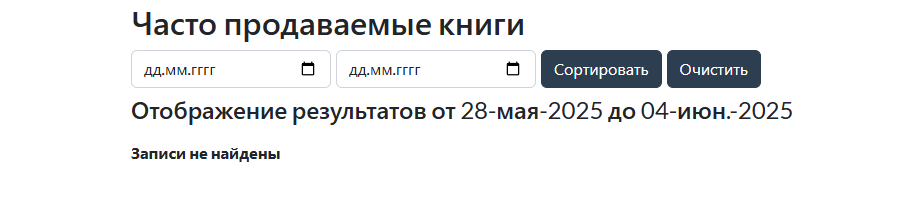 Часто продаваемые книги
дд.мм.гггг дд.мм.гггг Сортировать Очистить
Отображение результатов от 28-мая-2025 до 04-июн.-2025
Записи не найдены